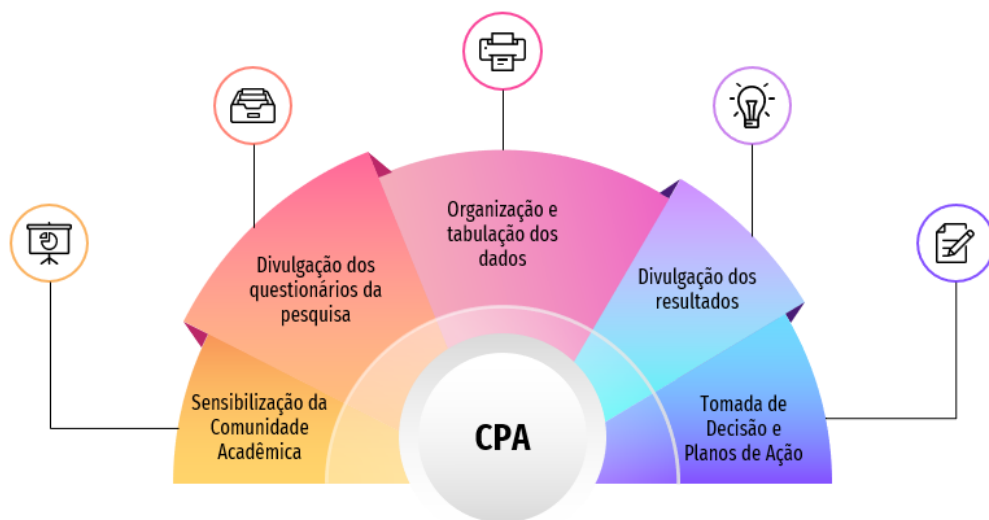 Sensibilização da
Comunidade
Acadêmica
Divulgação dos
questionários da
pesquisa
Organização e
tabulação dos
dados
Divulgação dos
resultados
Tomada de
Decisão e
Planos de Ação
CPA